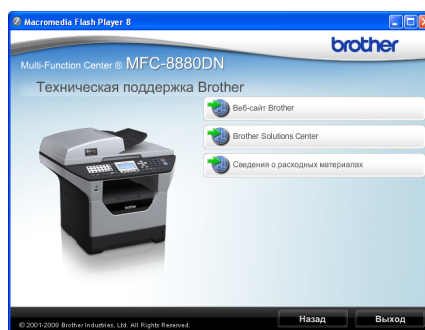 Macromedia Flash Player 8
brother
Multi-Function Center ® MFC-8880DN
Техническая поддержка Brother
Веб-сайт Brother
Brother Solutions Center
Сведения о расходных материалах
© 2001-2008 Brother Industries, Ltd. All Rights Reserved.
Назад
Выход